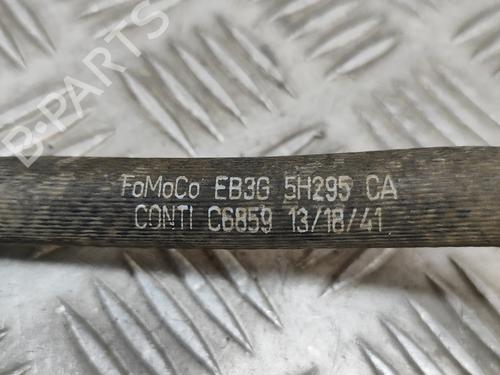 B-PARTS
FoMoCo EB3G 5H295 CA
CONTI C6859 13/18/41